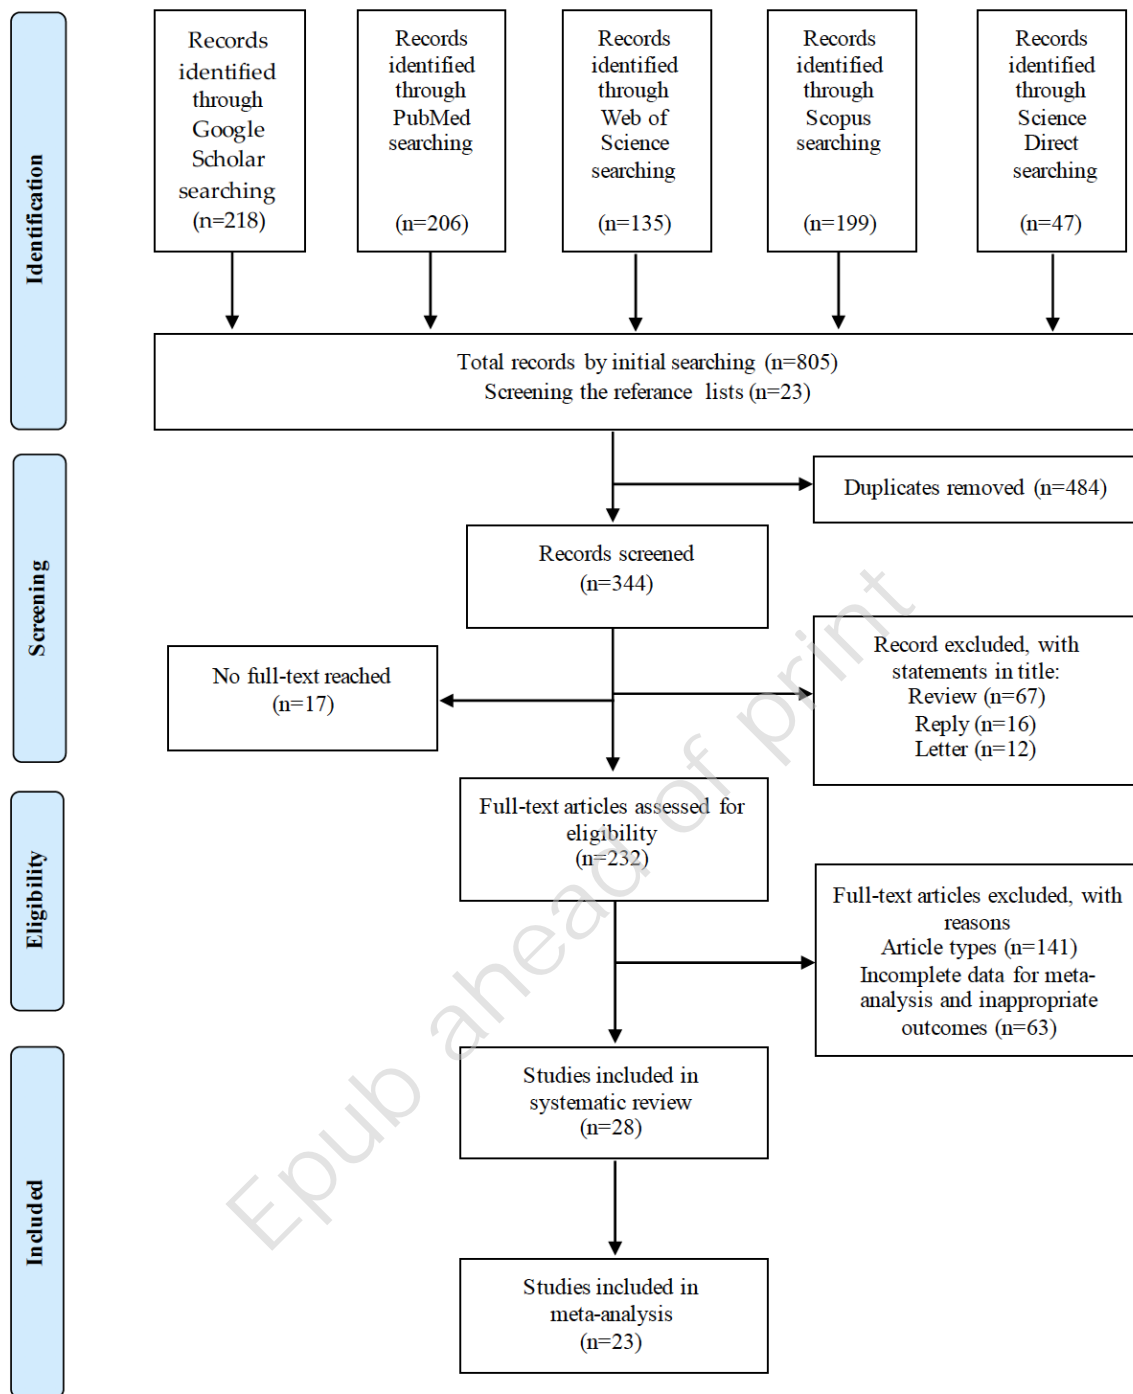 Identification
Records
identified
through
Google
Scholar
searching
(n=218)
Records
identified
through
PubMed
searching
(n=206)
Records
identified
through
Web of
Science
searching
(n=135)
Records
identified
through
Scopus
searching
(n=199)
Records
identified
through
Science
Direct
searching
(n=47)
Total records by initial searching (n=805)
Screening the referance lists (n=23)
Screening
Duplicates removed (n=484)
Records screened
(n=344)
No full-text reached
(n=17)
Record excluded, with
statements in title:
Review (n=67)
Reply (n=16)
Letter (n=12)
Eligibility
Full-text articles assessed for
eligibility
(n=232)
Full-text articles excluded, with
reasons
Article types (n=141)
Incomplete data for meta-
analysis and inappropriate
outcomes (n=63)
Included
Studies included in
systematic review
(n=28)
Studies included in
meta-analysis
(n=23)
Epub ahead of print